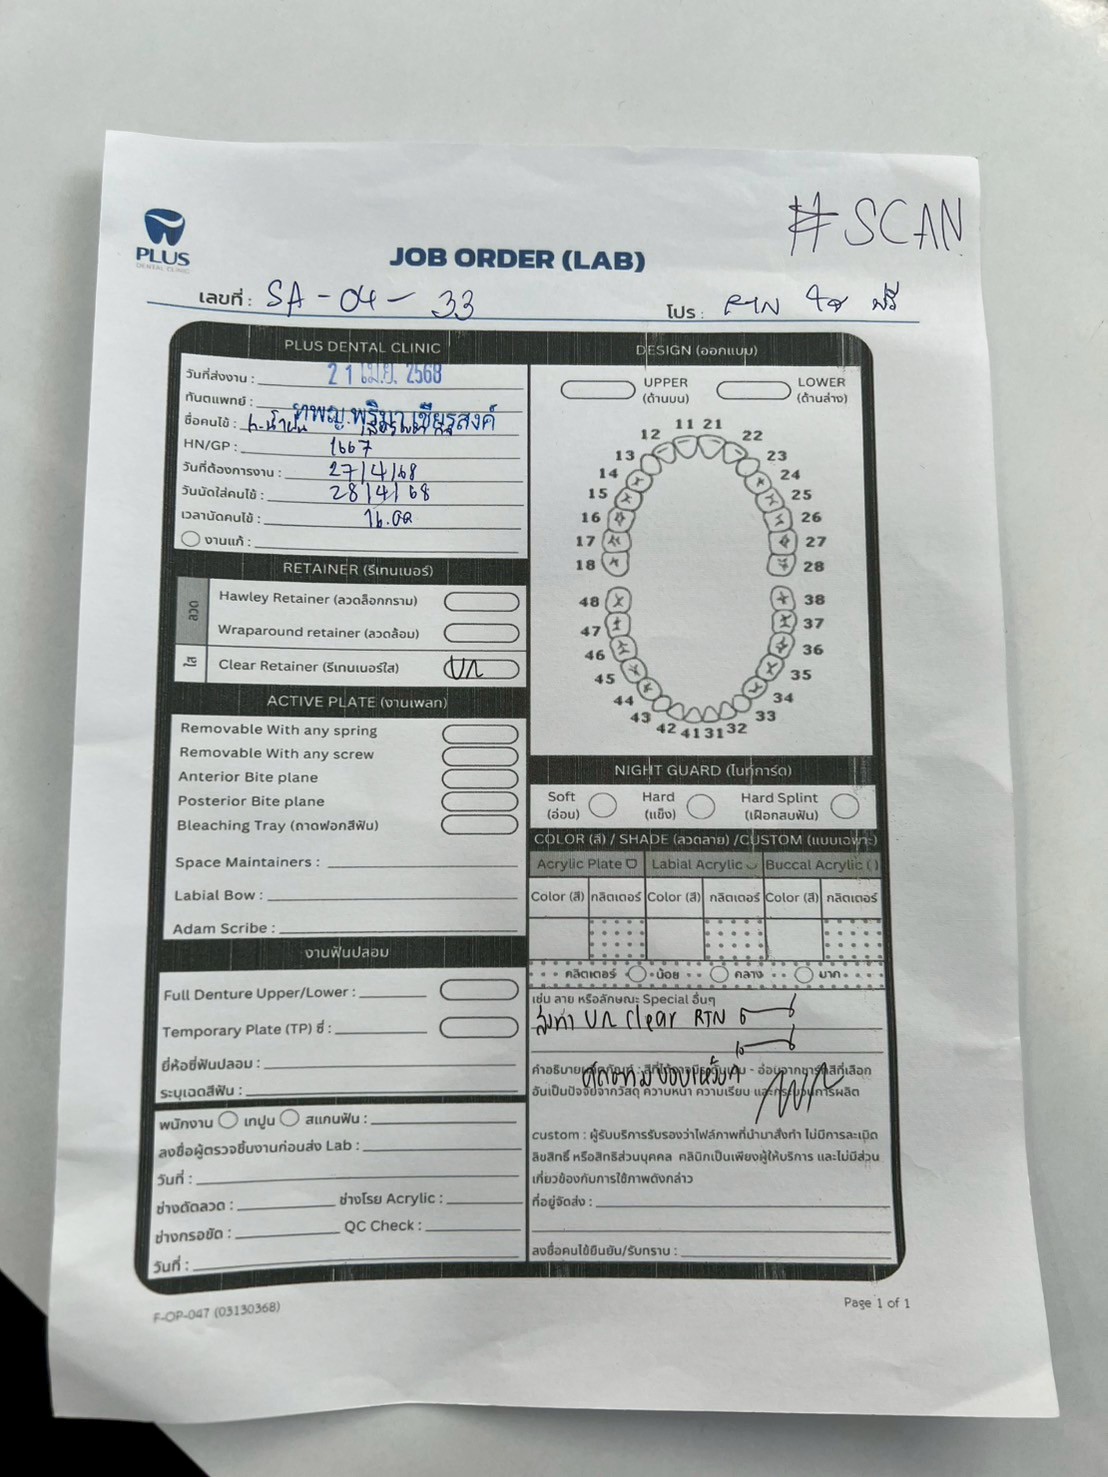 #SCAN
PLUS
DENTAL CLINIC
JOB ORDER (LAB)
เลขที่ : SA - 04 - 33
โปร : RTN ฟรี
PLUS DENTAL CLINIC
วันที่ส่งงาน : 21 เม.ย. 2568
ทันตแพทย์ : ทพญ.พริมา เชียรสงค์
ชื่อคนไข้ :
HN/GP : 1667
วันที่ต้องการงาน : 27/4/68
วันนัดใส่คนไข้ : 28/4/68
เวลานัดคนไข้ : 16.00
งานแก้ :
RETAINER (รีเทนเนอร์)
ลวด
Hawley Retainer (ลวดล็อกกราม)
Wraparound retainer (ลวดล้อม)
ใส
Clear Retainer (รีเทนเนอร์ใส) บล
ACTIVE PLATE (งานเพลท)
Removable With any spring
Removable With any screw
Anterior Bite plane
Posterior Bite plane
Bleaching Tray (ถาดฟอกสีฟัน)
Space Maintainers :
Labial Bow :
Adam Scribe :
งานฟันปลอม
Full Denture Upper/Lower :
Temporary Plate (TP) ซี่ :
ยี่ห้อซี่ฟันปลอม :
ระบุเฉดสีฟัน :
พนักงาน เทปูน สแกนฟัน :
ลงชื่อผู้ตรวจชิ้นงานก่อนส่ง Lab :
วันที่ :
ช่างดัดลวด : ช่างโรย Acrylic :
ช่างกรอขัด : QC Check :
วันที่ :
DESIGN (ออกแบบ)
UPPER (ด้านบน) LOWER (ด้านล่าง)
11 21
12 22
13 23
14 24
15 25
16 26
17 27
18 28
48 38
47 37
46 36
45 35
44 34
43 33
42 41 31 32
NIGHT GUARD (ไนท์การ์ด)
Soft (อ่อน) Hard (แข็ง) Hard Splint (เฝือกสบฟัน)
COLOR (สี) / SHADE (ลวดลาย) /CUSTOM (แบบเฉพาะ)
Acrylic Plate Labial Acrylic Buccal Acrylic ( )
Color (สี) กลิตเตอร์ Color (สี) กลิตเตอร์ Color (สี) กลิตเตอร์
กลิตเตอร์ น้อย กลาง มาก
เช่น ลาย หรือลักษณะ Special อื่นๆ
ส่งทำ บล clear RTN 6 6
คำอธิบายผลิตภัณฑ์ : สีที่ได้อาจมีระดับเข้ม - อ่อนจากชาร์ตสีที่เลือก
อันเป็นปัจจัยจากวัสดุ ความหนา ความเรียบ และกระบวนการผลิต
custom : ผู้รับบริการรับรองว่าไฟล์ภาพที่นำมาสั่งทำ ไม่มีการละเมิด
ลิขสิทธิ์ หรือสิทธิส่วนบุคคล คลินิกเป็นเพียงผู้ให้บริการ และไม่มีส่วน
เกี่ยวข้องกับการใช้ภาพดังกล่าว
ที่อยู่จัดส่ง :
ลงชื่อคนไข้ยืนยัน/รับทราบ :
F-OP-047 (03130368)
Page 1 of 1